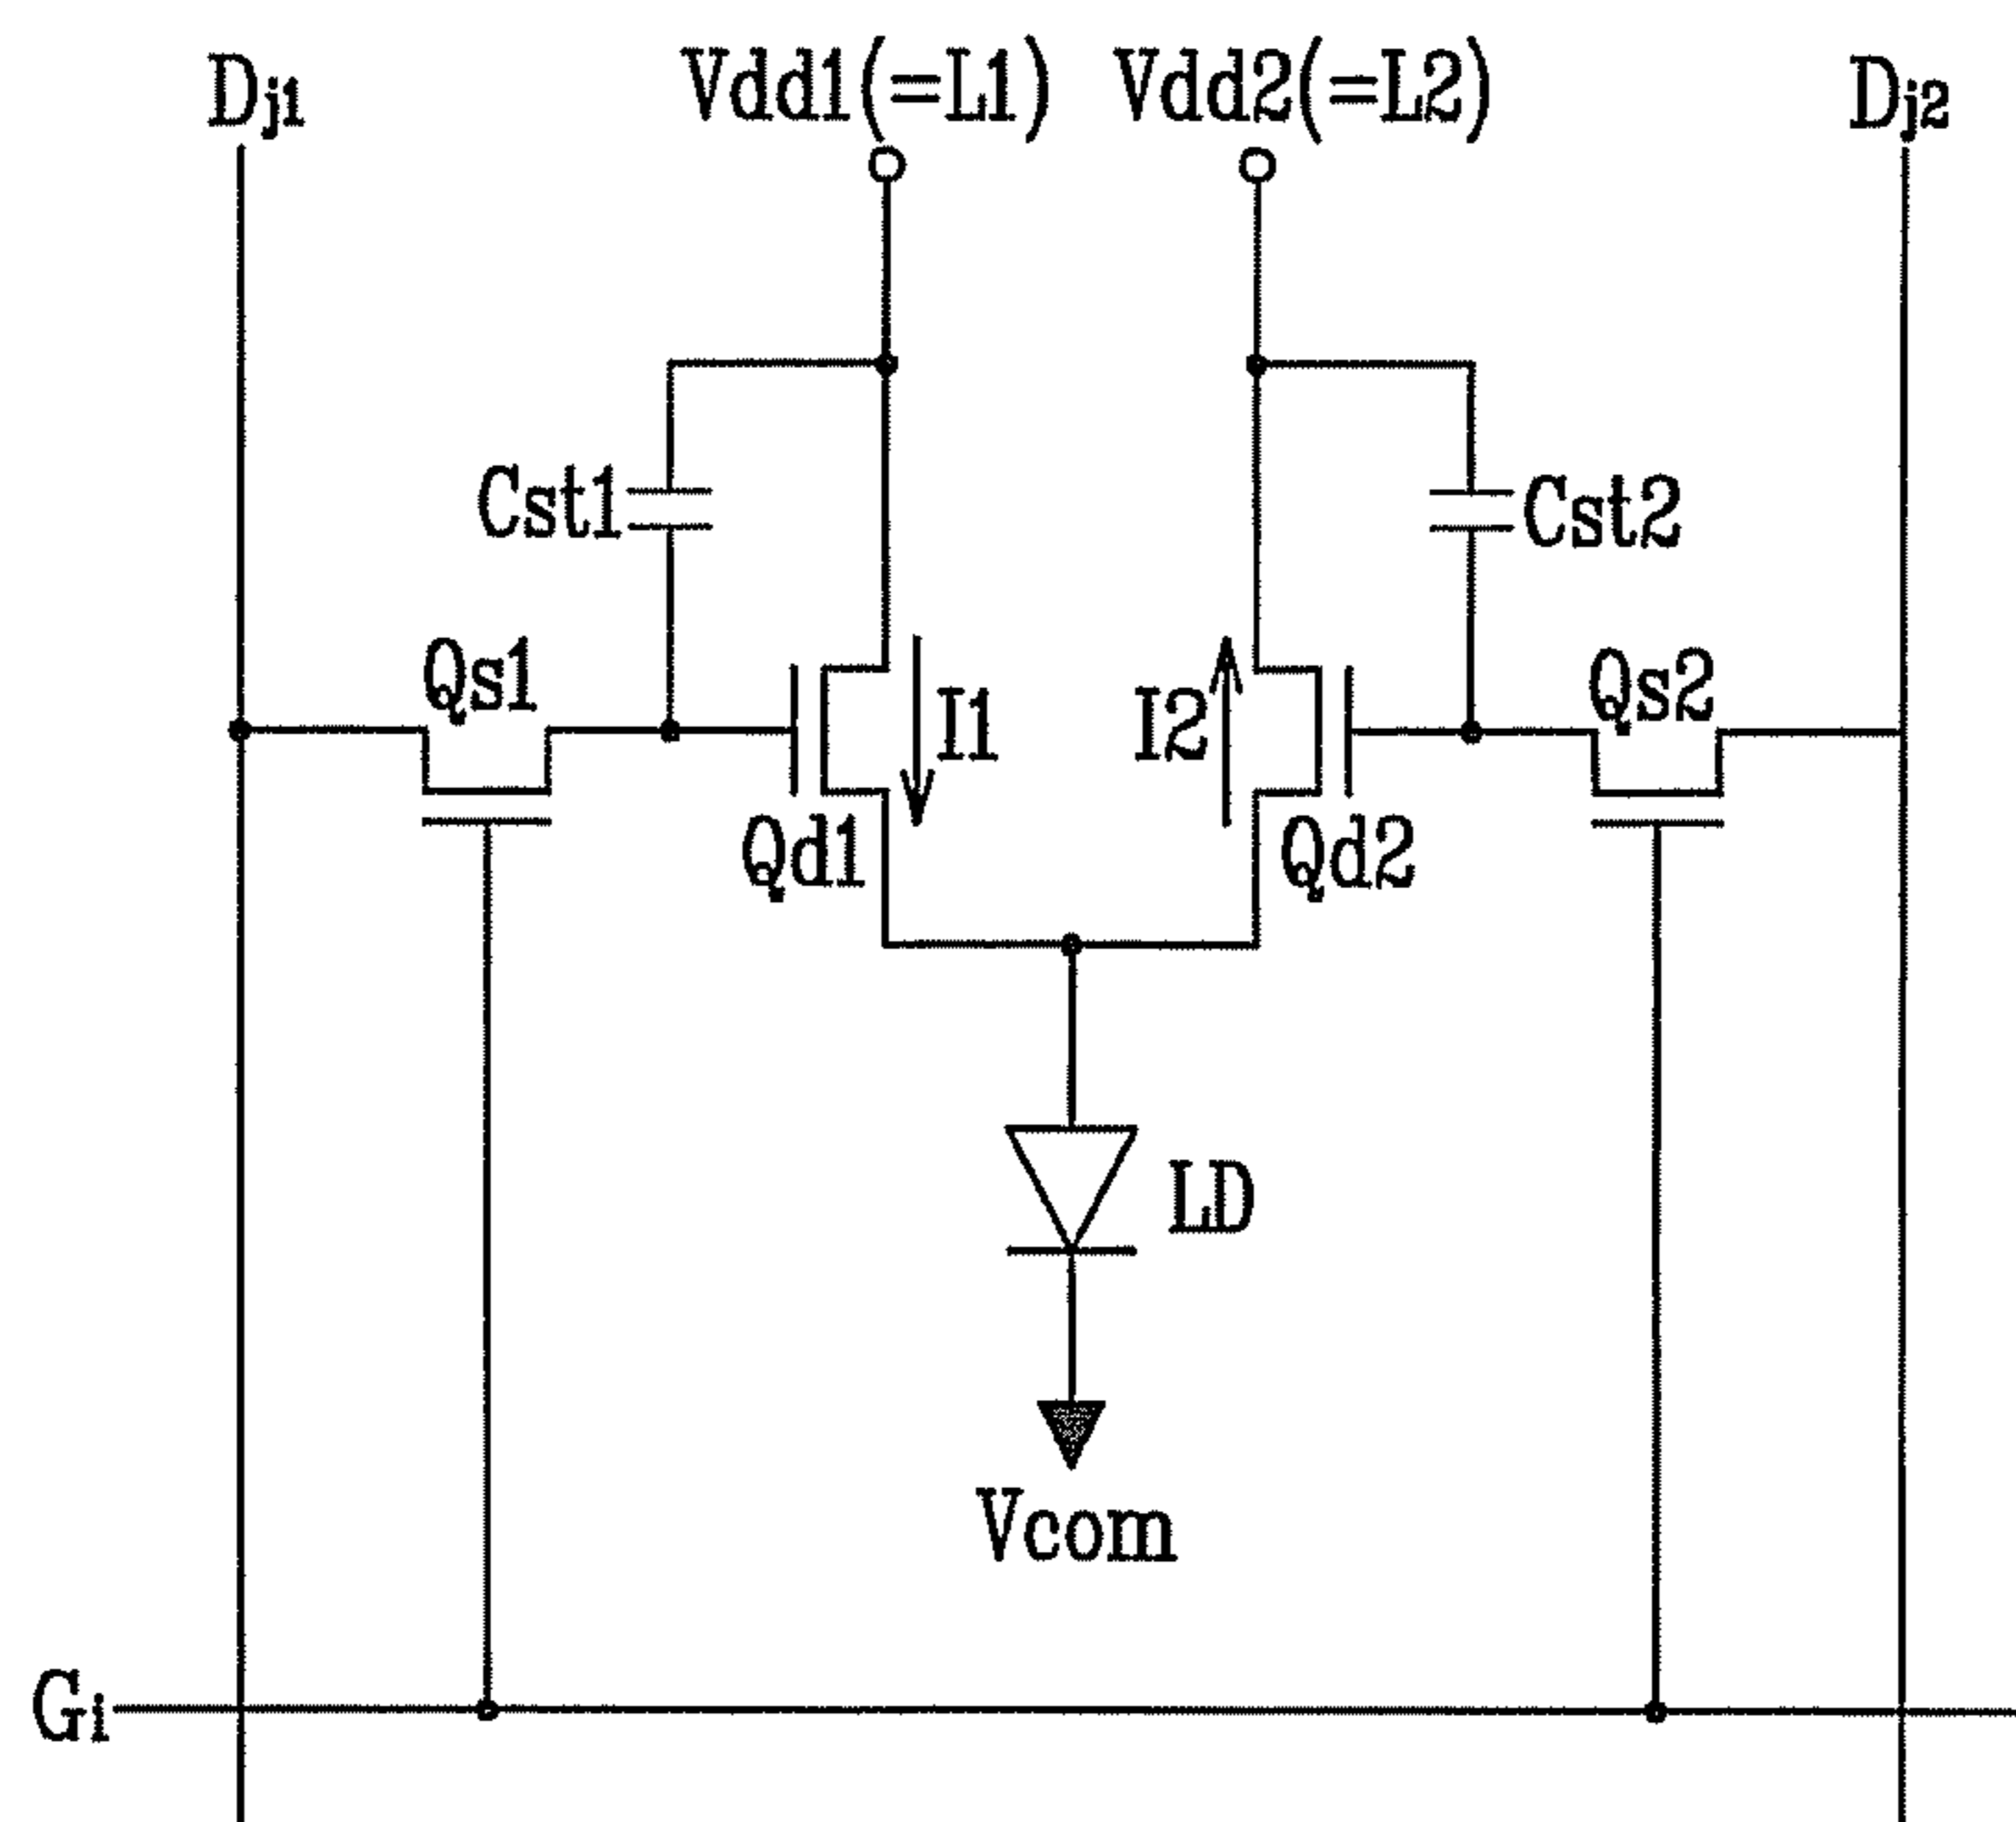 Dj1
Vdd1(=L1)
Vdd2(=L2)
Dj2
Cst1
Cst2
Qs1
I1
I2
Qs2
Qd1
Qd2
LD
Vcom
Gi